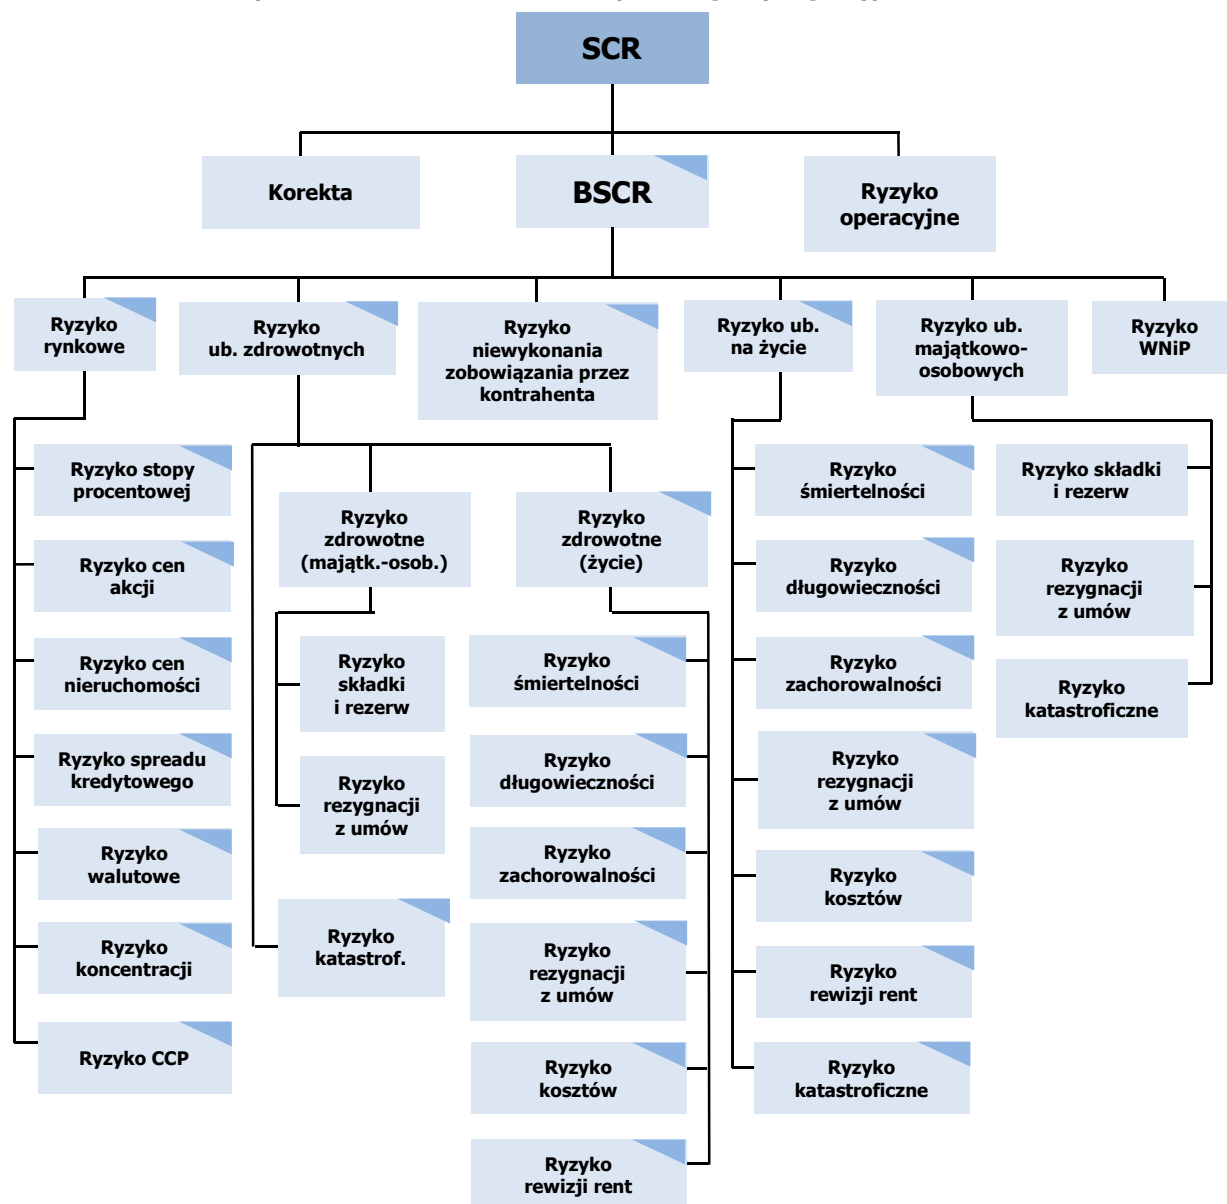 SCR
Korekta
BSCR
Ryzyko
operacyjne
Ryzyko
rynkowe
Ryzyko
ub. zdrowotnych
Ryzyko
niewykonania
zobowiązania przez
kontrahenta
Ryzyko ub.
na życie
Ryzyko ub.
majątkowo-
osobowych
Ryzyko
WNiP
Ryzyko stopy
procentowej
Ryzyko cen
akcji
Ryzyko cen
nieruchomości
Ryzyko spreadu
kredytowego
Ryzyko
walutowe
Ryzyko
koncentracji
Ryzyko CCP
Ryzyko
zdrowotne
(majątk.-osob.)
Ryzyko
składki
i rezerw
Ryzyko
rezygnacji
z umów
Ryzyko
katastrof.
Ryzyko
zdrowotne
(życie)
Ryzyko
śmiertelności
Ryzyko
długowieczności
Ryzyko
zachorowalności
Ryzyko
rezygnacji
z umów
Ryzyko
kosztów
Ryzyko
rewizji rent
Ryzyko
śmiertelności
Ryzyko
długowieczności
Ryzyko
zachorowalności
Ryzyko
rezygnacji
z umów
Ryzyko
kosztów
Ryzyko
rewizji rent
Ryzyko
katastroficzne
Ryzyko składki
i rezerw
Ryzyko
rezygnacji
z umów
Ryzyko
katastroficzne